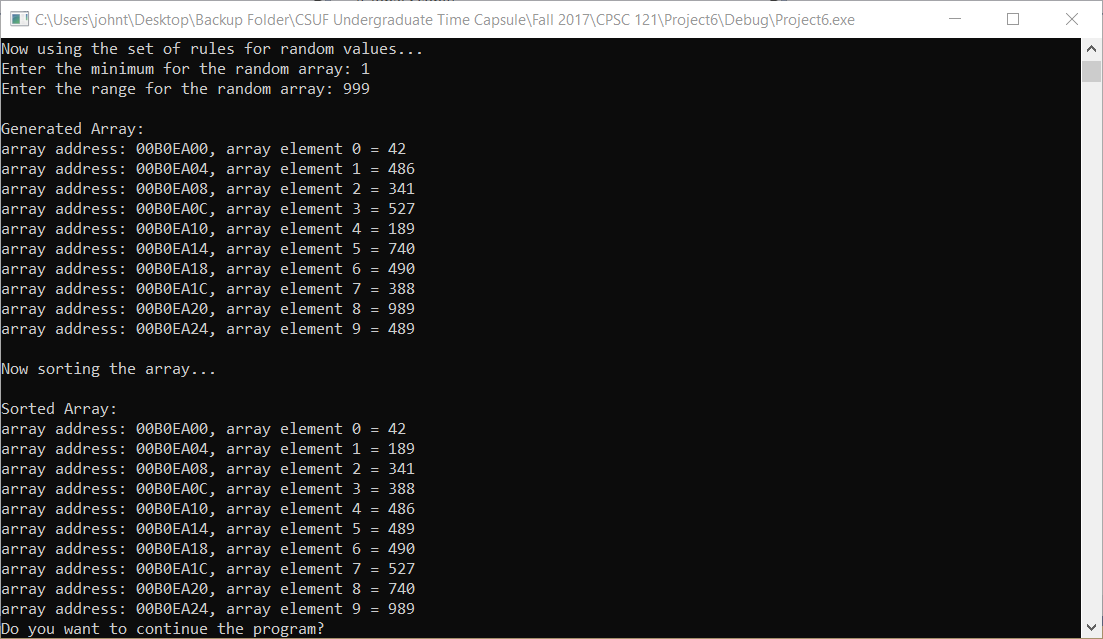 C:\Users\johnt\Desktop\Backup Folder\CSUF Undergraduate Time Capsule\Fall 2017\CPSC 121\Project6\Debug\Project6.exe
Now using the set of rules for random values...
Enter the minimum for the random array: 1
Enter the range for the random array: 999
Generated Array:
array address: 00B0EA00, array element 0 = 42
array address: 00B0EA04, array element 1 = 486
array address: 00B0EA08, array element 2 = 341
array address: 00B0EA0C, array element 3 = 527
array address: 00B0EA10, array element 4 = 189
array address: 00B0EA14, array element 5 = 740
array address: 00B0EA18, array element 6 = 490
array address: 00B0EA1C, array element 7 = 388
array address: 00B0EA20, array element 8 = 989
array address: 00B0EA24, array element 9 = 489
Now sorting the array...
Sorted Array:
array address: 00B0EA00, array element 0 = 42
array address: 00B0EA04, array element 1 = 189
array address: 00B0EA08, array element 2 = 341
array address: 00B0EA0C, array element 3 = 388
array address: 00B0EA10, array element 4 = 486
array address: 00B0EA14, array element 5 = 489
array address: 00B0EA18, array element 6 = 490
array address: 00B0EA1C, array element 7 = 527
array address: 00B0EA20, array element 8 = 740
array address: 00B0EA24, array element 9 = 989
Do you want to continue the program?